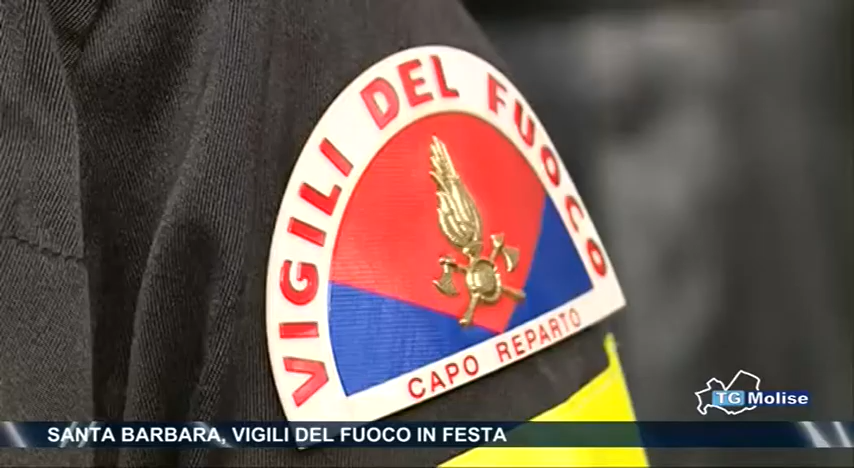 VIGILI DEL FUOCO
CAPO REPARTO
TG Molise
SANTA BARBARA, VIGILI DEL FUOCO IN FESTA